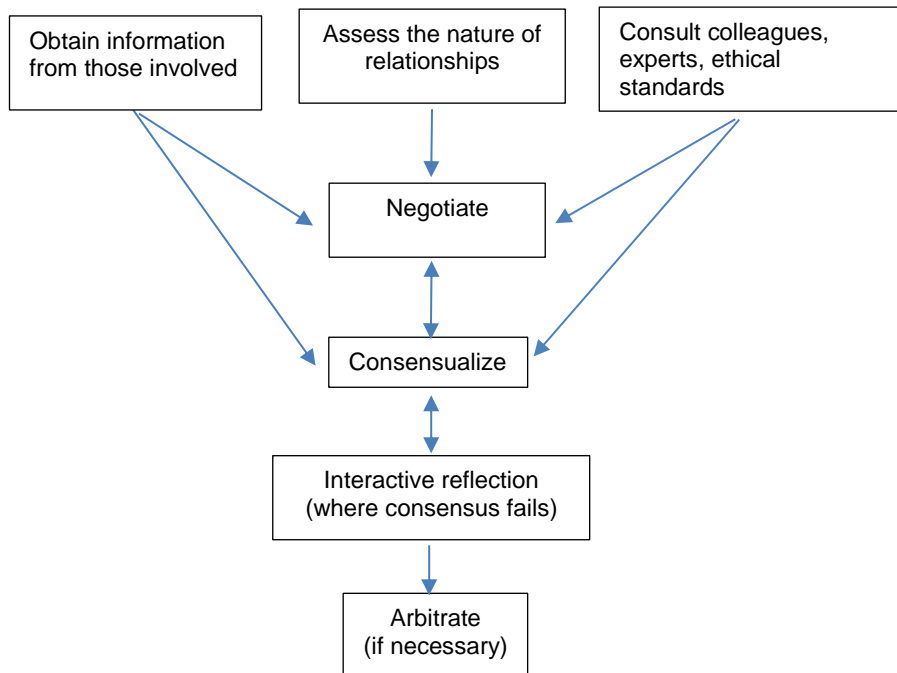 Obtain information
from those involved
Assess the nature of
relationships
Consult colleagues,
experts, ethical
standards
Negotiate
Consensualize
Interactive reflection
(where consensus fails)
Arbitrate
(if necessary)